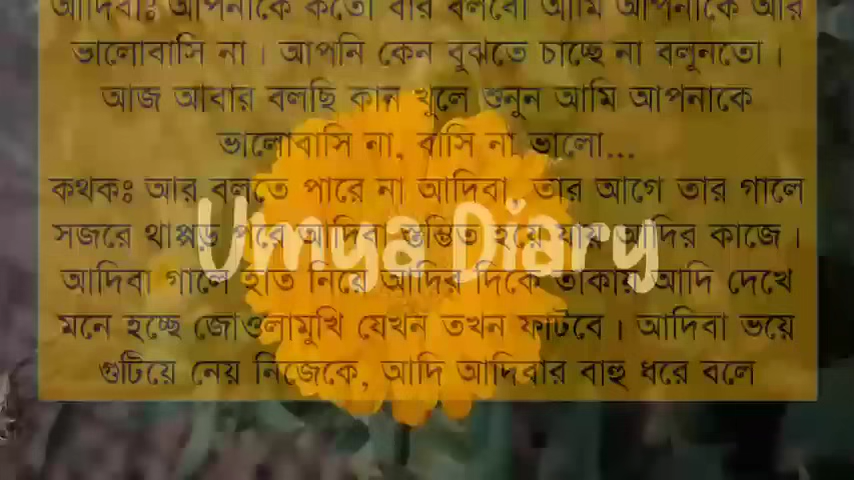 আদিবাঃ আপনাকে কতো বার বলবো আমি আপনাকে আর
ভালোবাসি না। আপনি কেন বুঝতে চাচ্ছে না বলুনতো।
আজ আবার বলছি কান খুলে শুনুন আমি আপনাকে
ভালোবাসি না, বাসি না ভালো...
কথকঃ আর বলতে পারে না আদিবা, তার আগে তার গালে
সজরে থাপ্পড় পরে আদিবা স্তম্ভিত হয়ে যায় আদির কাজে।
Umya Diary
আদিবা গালে হাত নিয়ে আদির দিকে তাকায় আদি দেখে
মনে হচ্ছে জোওলামুখি যেখন তখন ফাটবে। আদিবা ভয়ে
গুটিয়ে নেয় নিজেকে, আদি আদিবার বাহু ধরে বলে